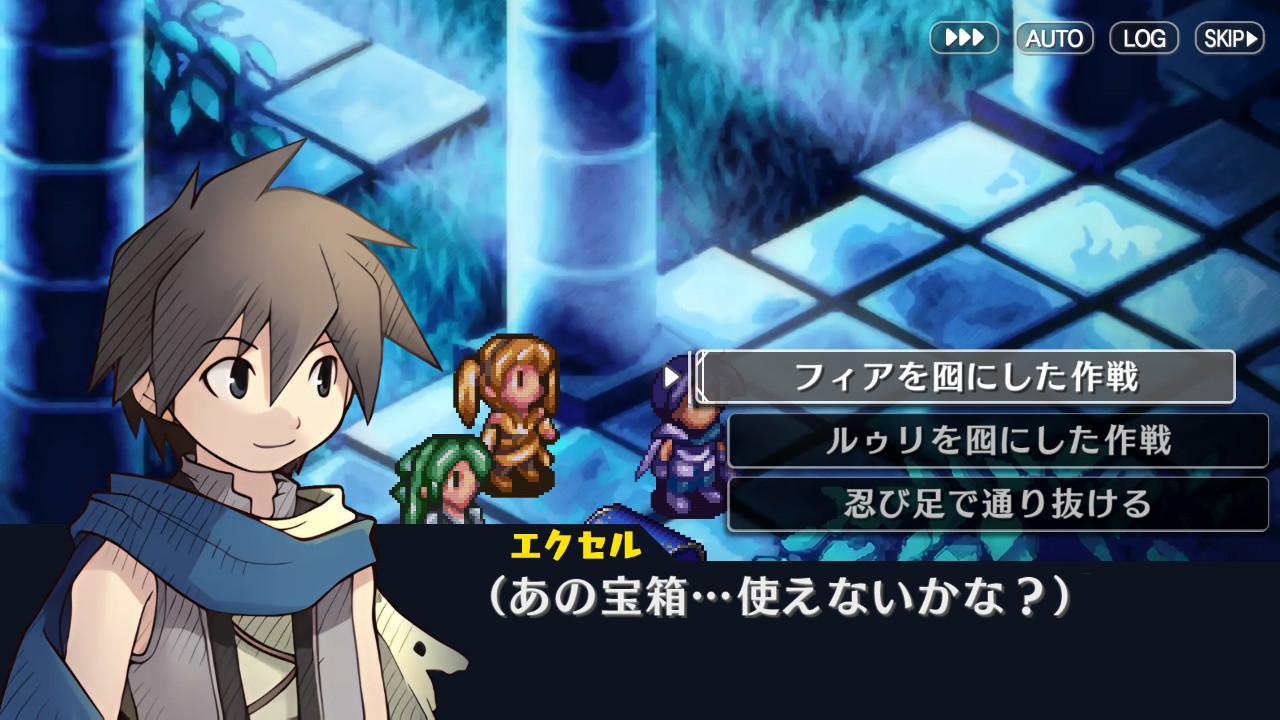 AUTO
LOG
SKIP
フィアを囮にした作戦
ルゥリを囮にした作戦
忍び足で通り抜ける
エクセル
（あの宝箱…使えないかな？）